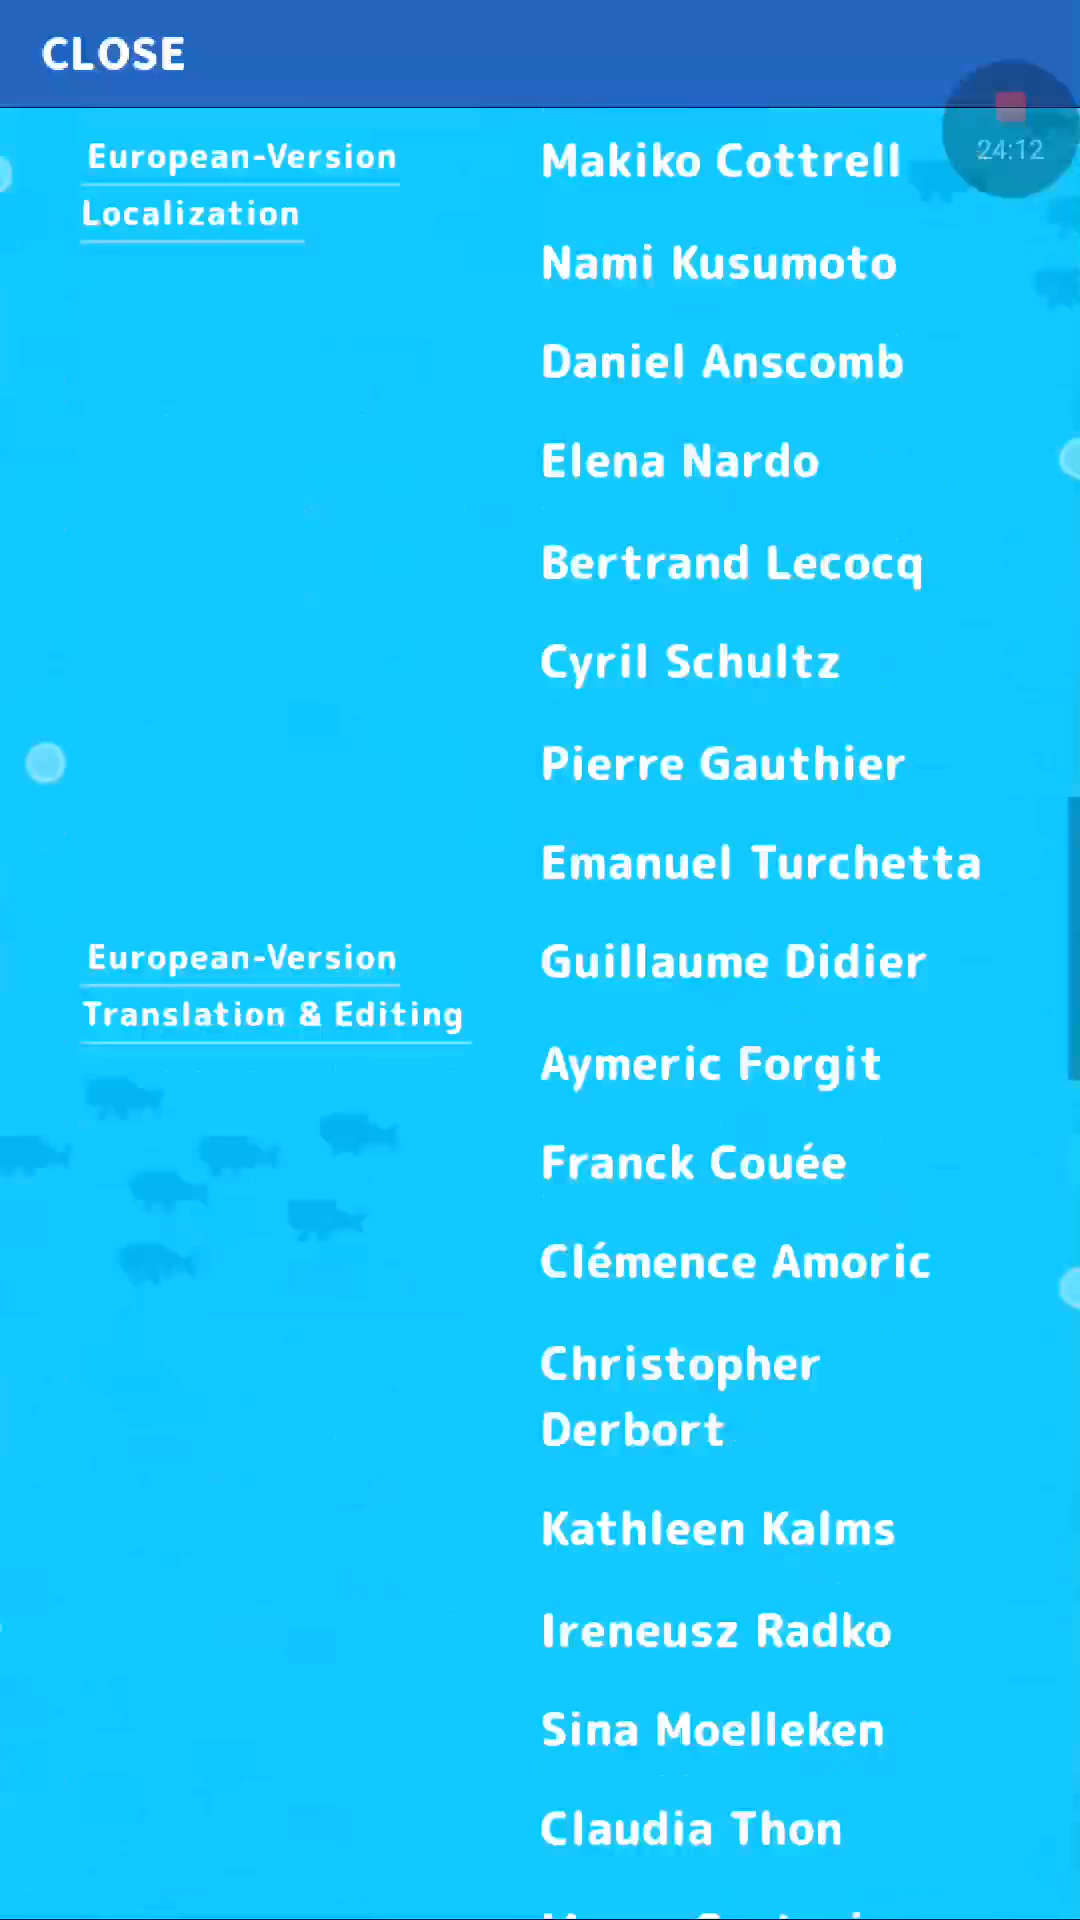 CLOSE
24:12
European-Version
Localization
Makiko Cottrell
Nami Kusumoto
Daniel Anscomb
Elena Nardo
Bertrand Lecocq
Cyril Schultz
Pierre Gauthier
Emanuel Turchetta
European-Version
Translation & Editing
Guillaume Didier
Aymeric Forgit
Franck Couée
Clémence Amoric
Christopher
Derbort
Kathleen Kalms
Ireneusz Radko
Sina Moelleken
Claudia Thon